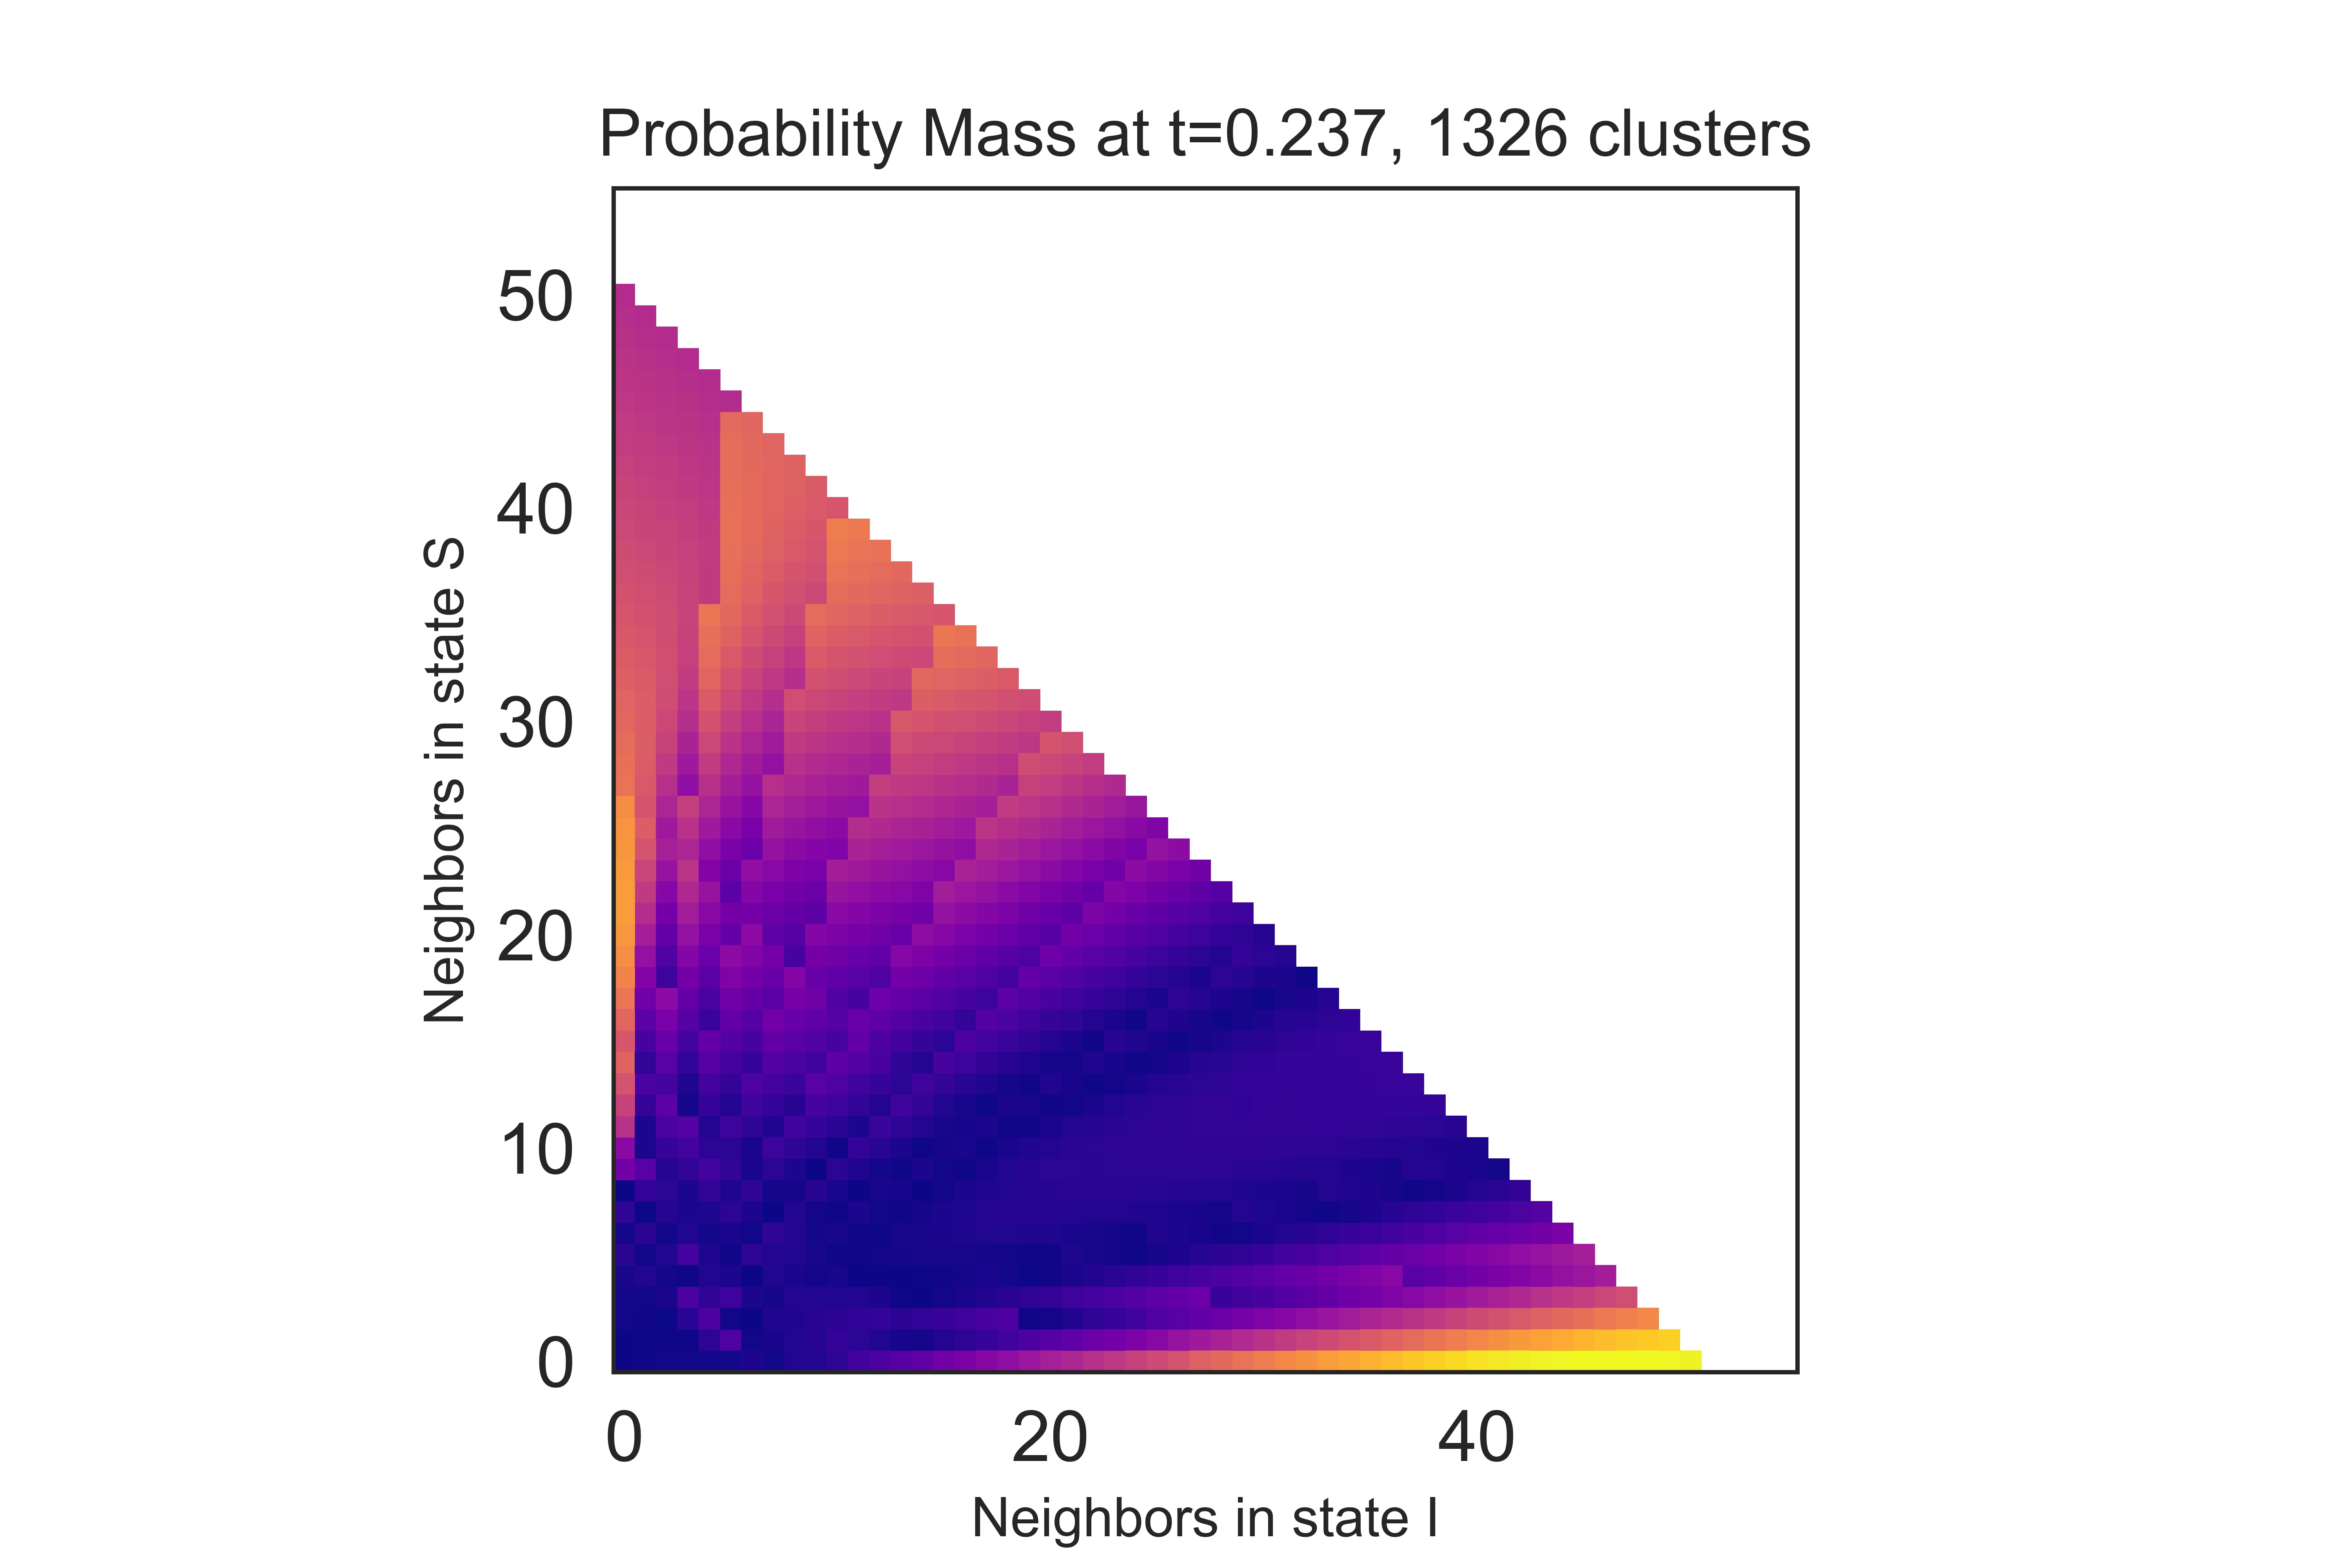 Probability Mass at t=0.237, 1326 clusters
50
40
30
20
10
0
Neighbors in state S
0 20 40
Neighbors in state I